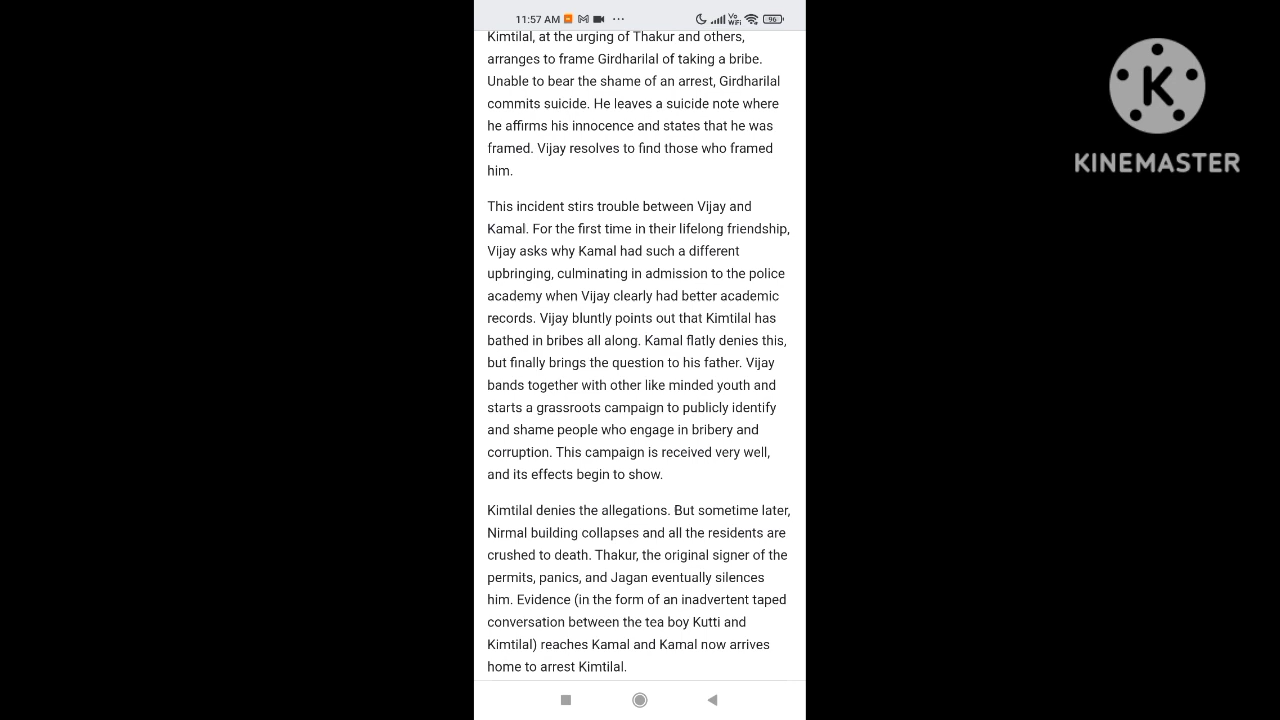 11:57 AM
Vo
WiFi
96
Kimtilal, at the urging of Thakur and others,
arranges to frame Girdharilal of taking a bribe.
Unable to bear the shame of an arrest, Girdharilal
commits suicide. He leaves a suicide note where
he affirms his innocence and states that he was
framed. Vijay resolves to find those who framed
him.
This incident stirs trouble between Vijay and
Kamal. For the first time in their lifelong friendship,
Vijay asks why Kamal had such a different
upbringing, culminating in admission to the police
academy when Vijay clearly had better academic
records. Vijay bluntly points out that Kimtilal has
bathed in bribes all along. Kamal flatly denies this,
but finally brings the question to his father. Vijay
bands together with other like minded youth and
starts a grassroots campaign to publicly identify
and shame people who engage in bribery and
corruption. This campaign is received very well,
and its effects begin to show.
Kimtilal denies the allegations. But sometime later,
Nirmal building collapses and all the residents are
crushed to death. Thakur, the original signer of the
permits, panics, and Jagan eventually silences
him. Evidence (in the form of an inadvertent taped
conversation between the tea boy Kutti and
Kimtilal) reaches Kamal and Kamal now arrives
home to arrest Kimtilal.
K
KINEMASTER